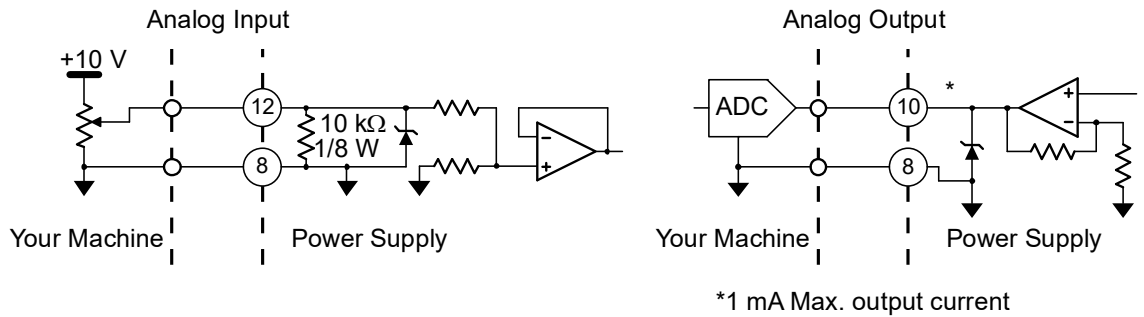 Analog Input
+10 V
12
10 kΩ
1/8 W
-
+
8
Your Machine
Power Supply
Analog Output
ADC
10
*
+
-
8
Your Machine
Power Supply
*1 mA Max. output current